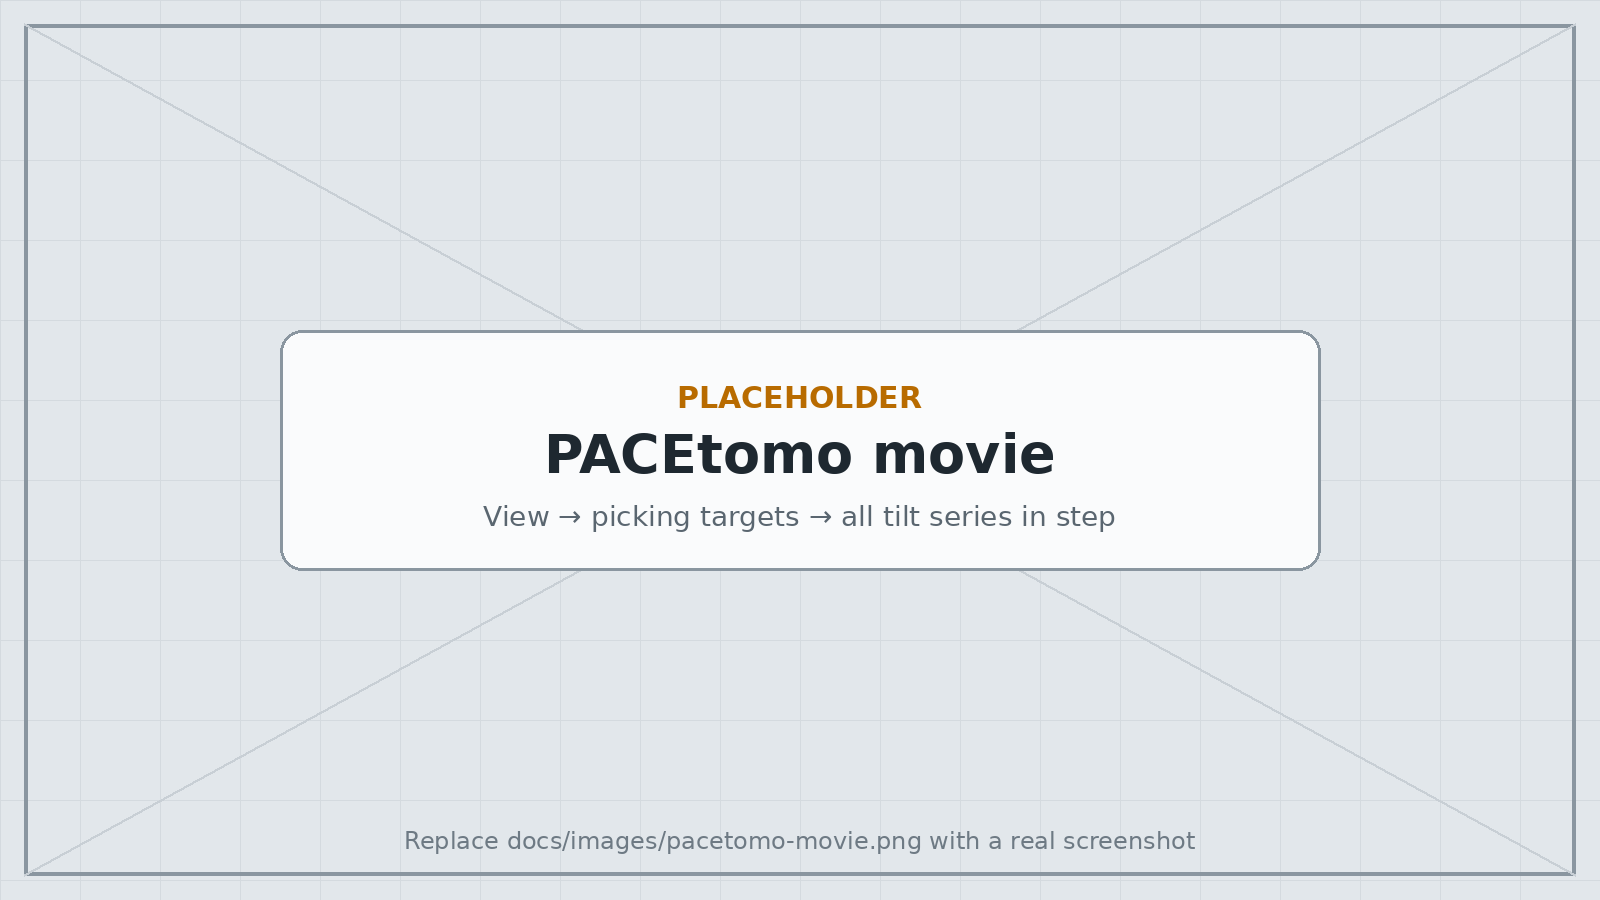 PLACEHOLDER
PACEtomo movie
View → picking targets → all tilt series in step
Replace docs/images/pacetomo-movie.png with a real screenshot